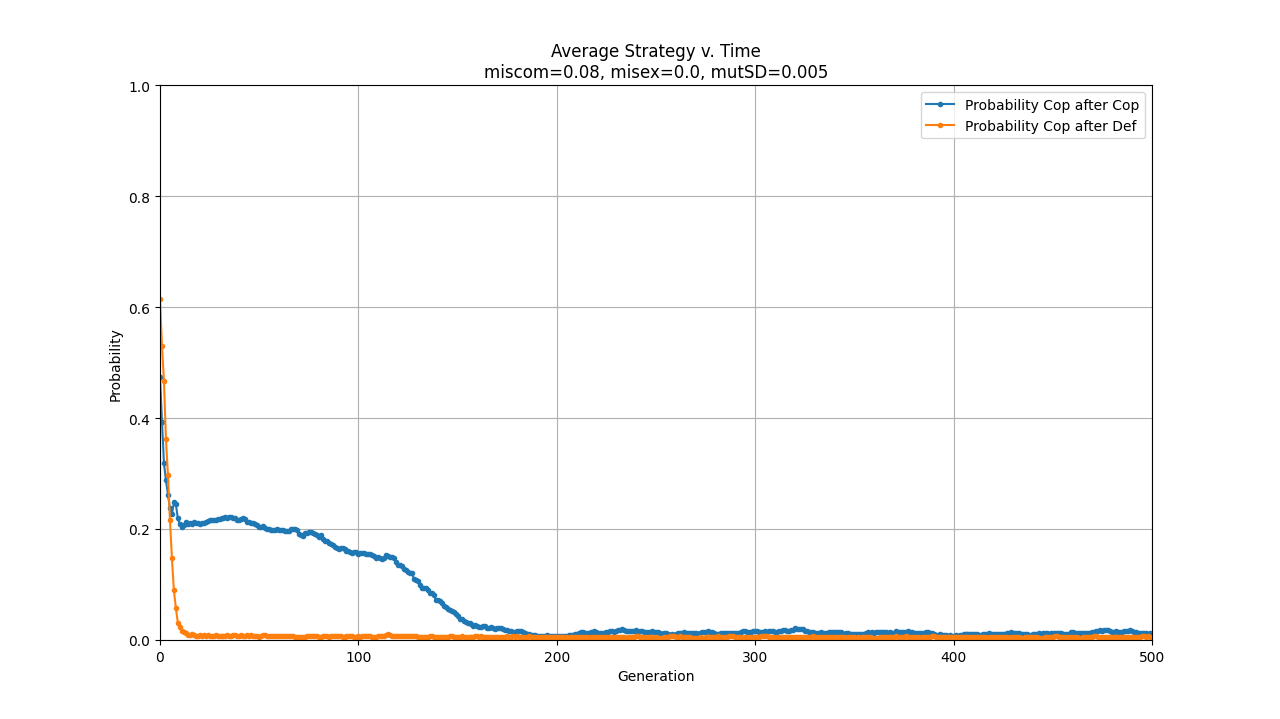 Average Strategy v. Time
miscom=0.08, misex=0.0, mutSD=0.005
1.0
0.8
0.6
0.4
0.2
0.0
Probability
Probability Cop after Cop
Probability Cop after Def
0 100 200 300 400 500
Generation